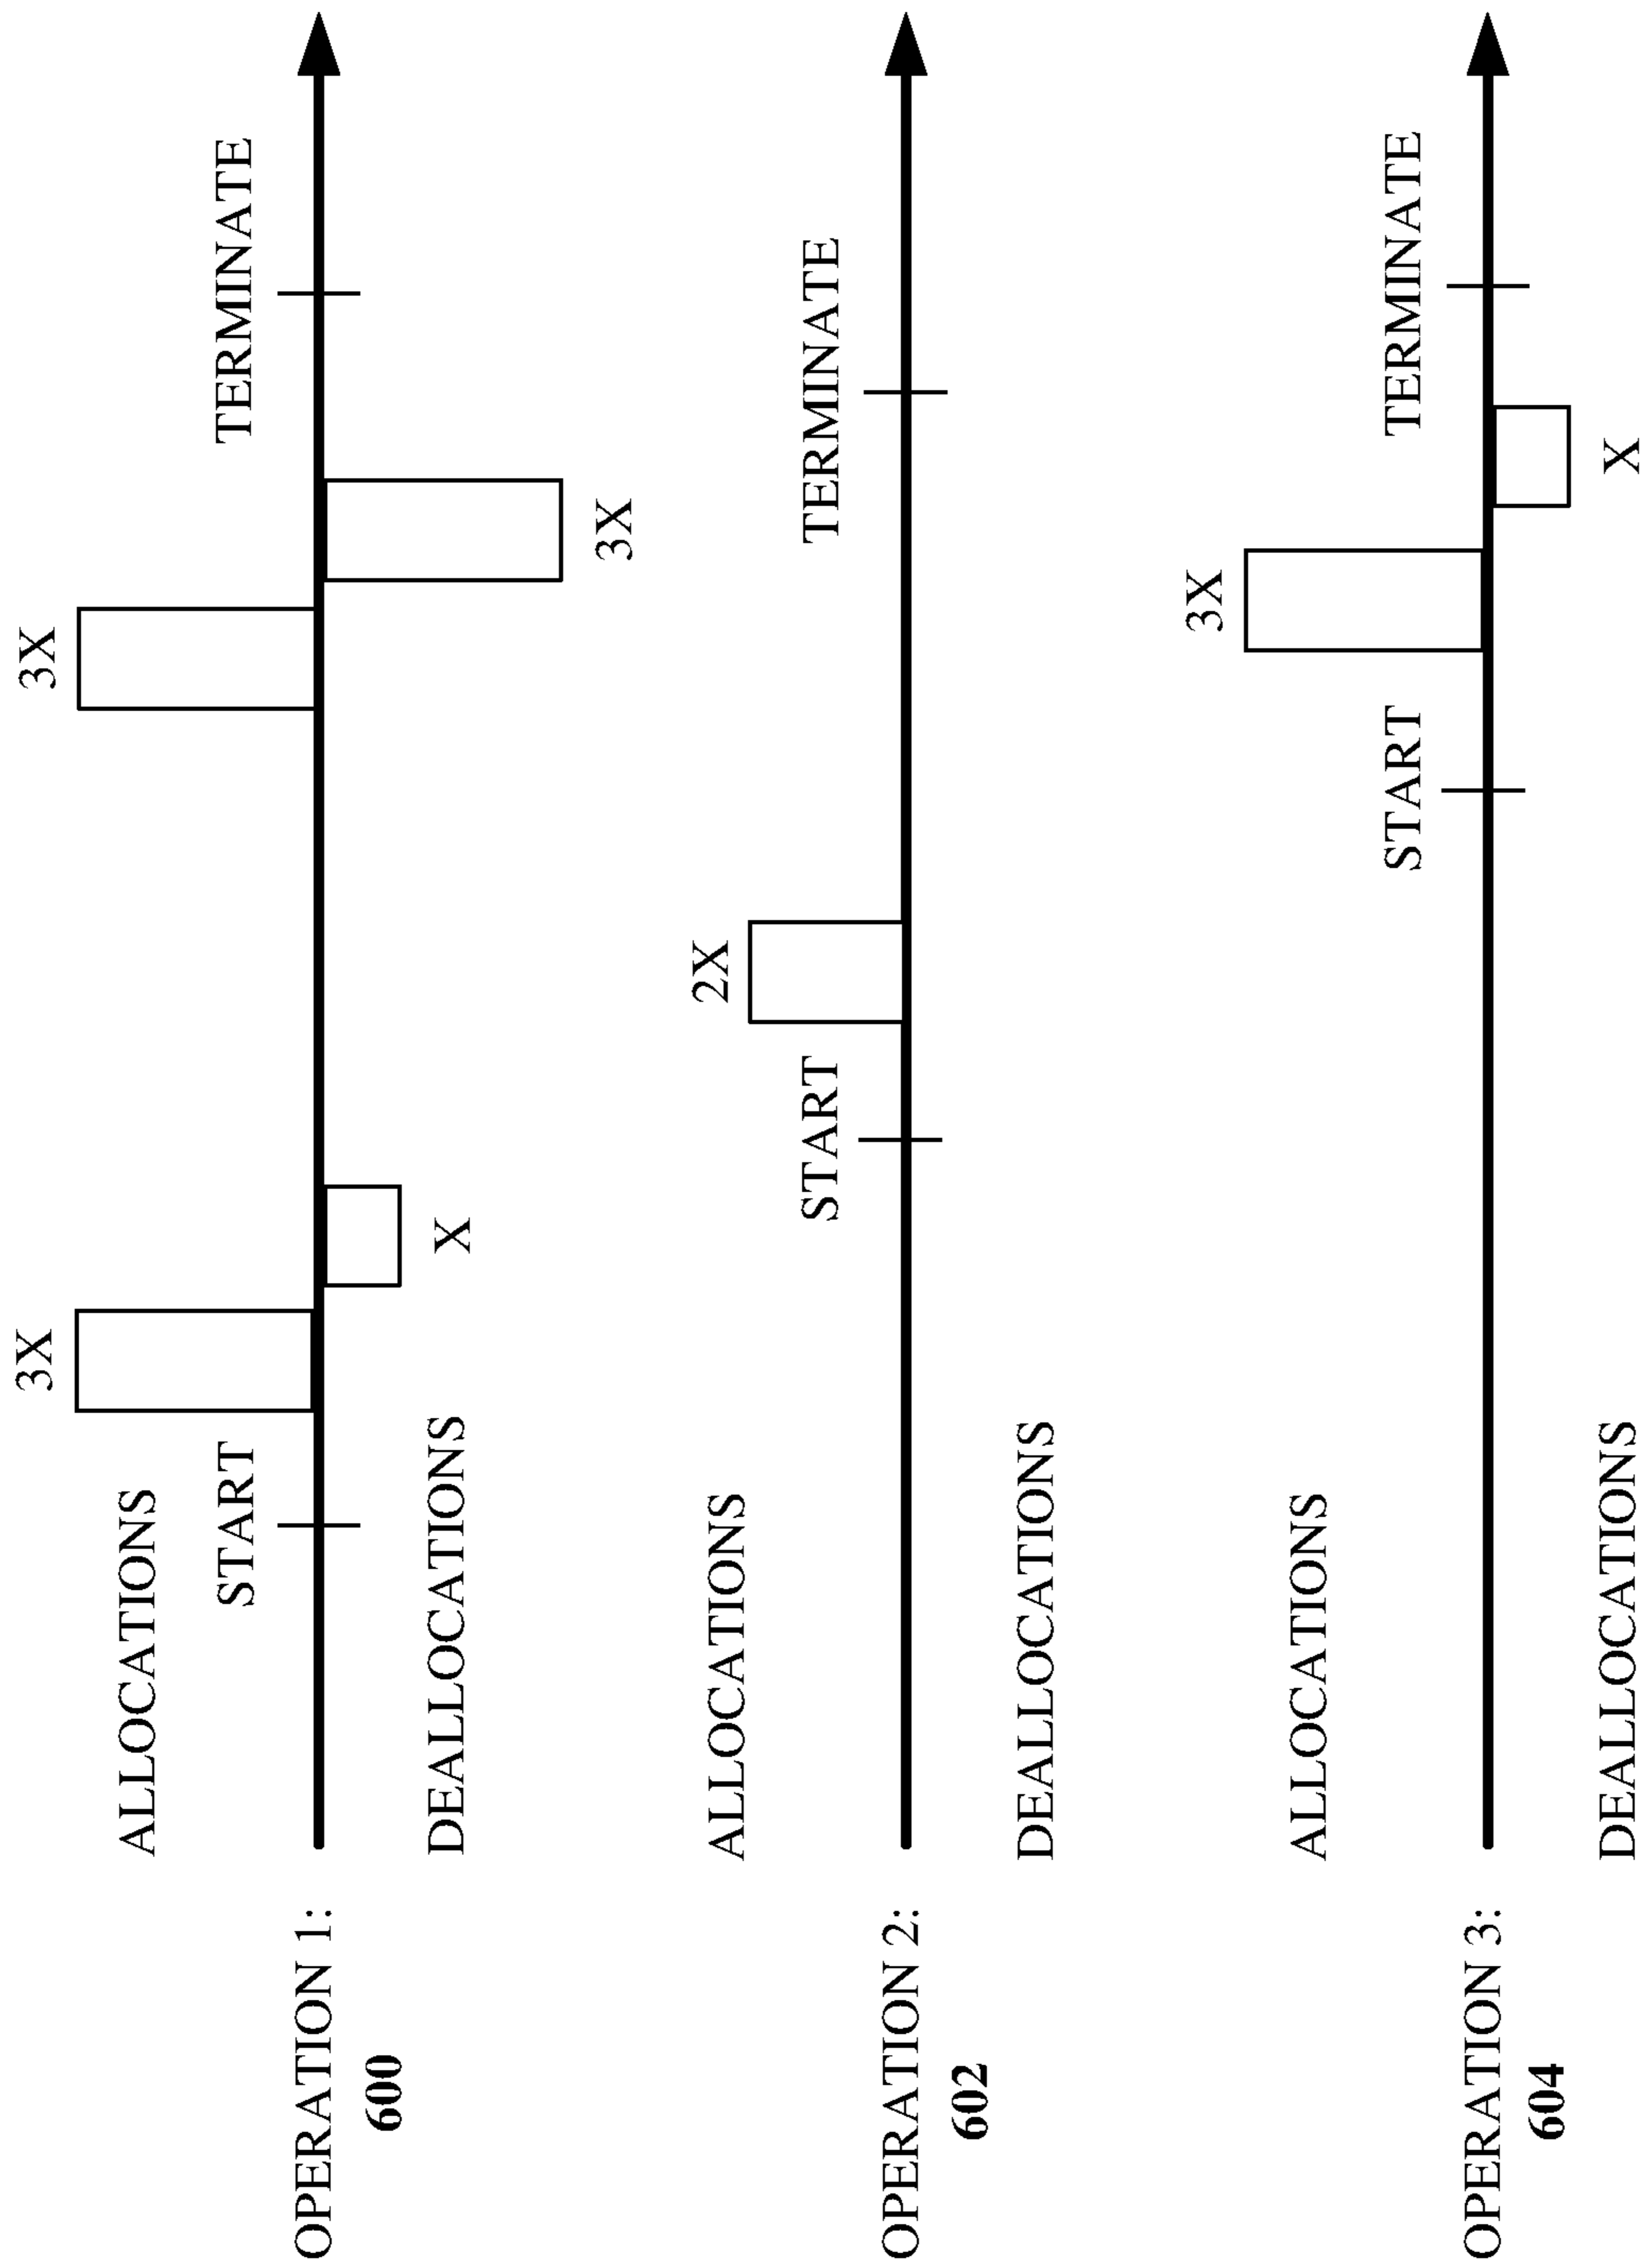 3X
3X
ALLOCATIONS
START
TERMINATE
OPERATION 1:
600
DEALLOCATIONS
X
3X
2X
ALLOCATIONS
START
TERMINATE
OPERATION 2:
602
DEALLOCATIONS
3X
ALLOCATIONS
START
TERMINATE
OPERATION 3:
604
DEALLOCATIONS
X